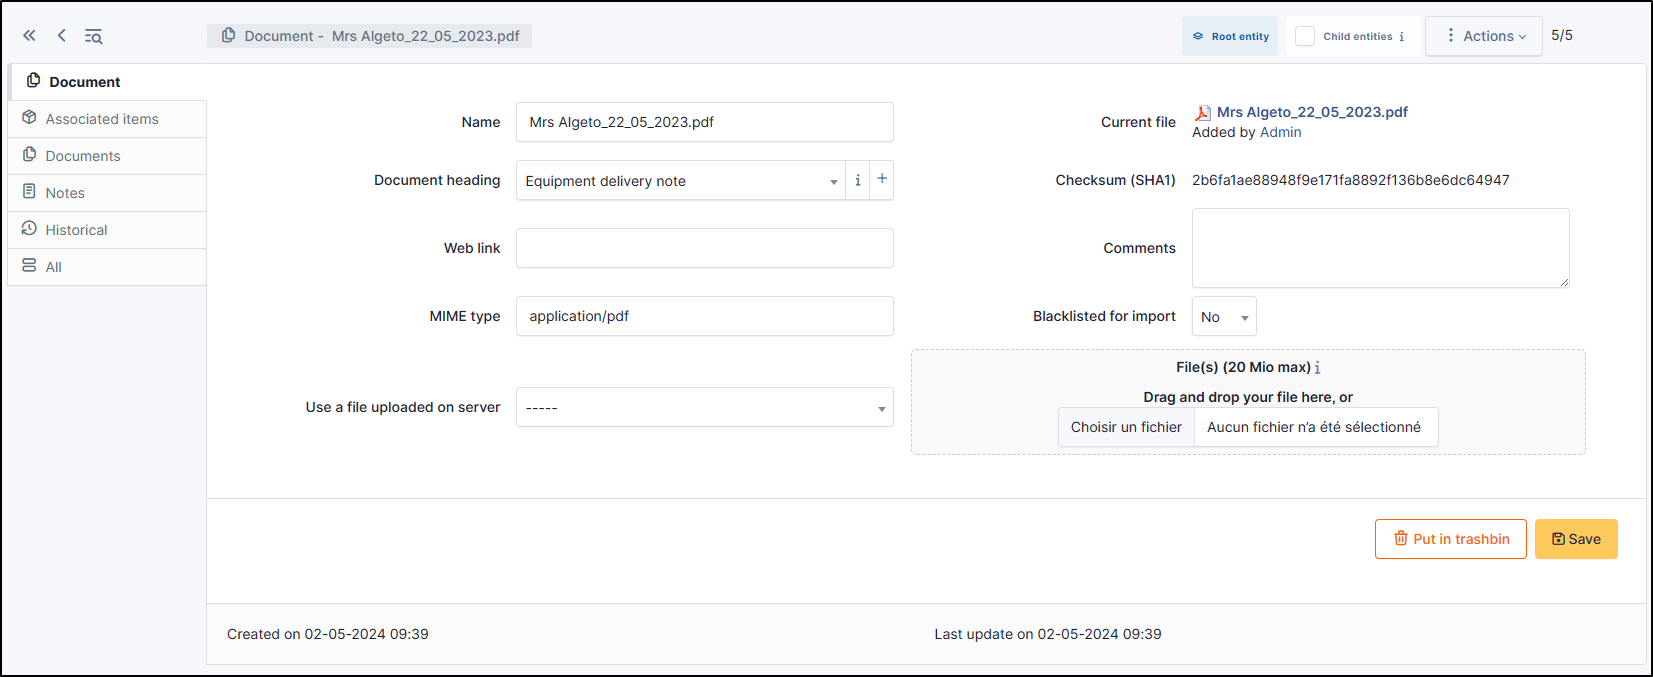 Document - Mrs Algeto_22_05_2023.pdf
Root entity
Child entities i
Actions
5/5
Document
Associated items
Documents
Notes
Historical
All
Name
Mrs Algeto_22_05_2023.pdf
Current file
Mrs Algeto_22_05_2023.pdf
Added by Admin
Document heading
Equipment delivery note
i
+
Checksum (SHA1)
2b6fa1ae88948f9e171fa8892f136b8e6dc64947
Web link
Comments
MIME type
application/pdf
Blacklisted for import
No
File(s) (20 Mio max) i
Drag and drop your file here, or
Choisir un fichier
Aucun fichier n’a été sélectionné
Use a file uploaded on server
-----
Put in trashbin
Save
Created on 02-05-2024 09:39
Last update on 02-05-2024 09:39